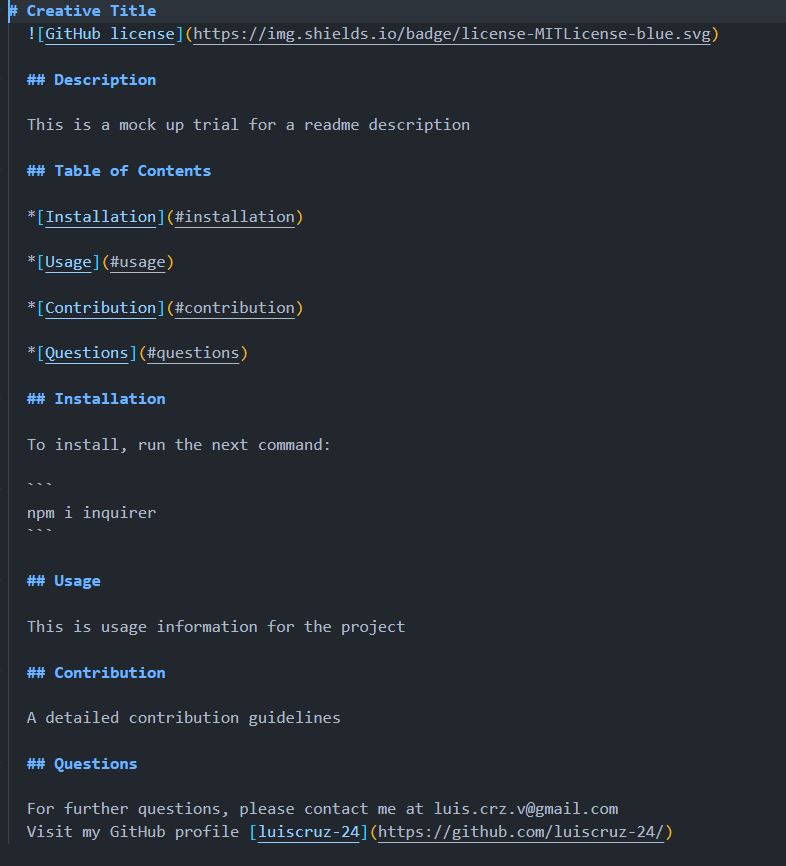 # Creative Title
![GitHub license](https://img.shields.io/badge/license-MITLicense-blue.svg)
## Description
This is a mock up trial for a readme description
## Table of Contents
*[Installation](#installation)
*[Usage](#usage)
*[Contribution](#contribution)
*[Questions](#questions)
## Installation
To install, run the next command:
```
npm i inquirer
```
## Usage
This is usage information for the project
## Contribution
A detailed contribution guidelines
## Questions
For further questions, please contact me at luis.crz.v@gmail.com
Visit my GitHub profile [luiscruz-24](https://github.com/luiscruz-24/)